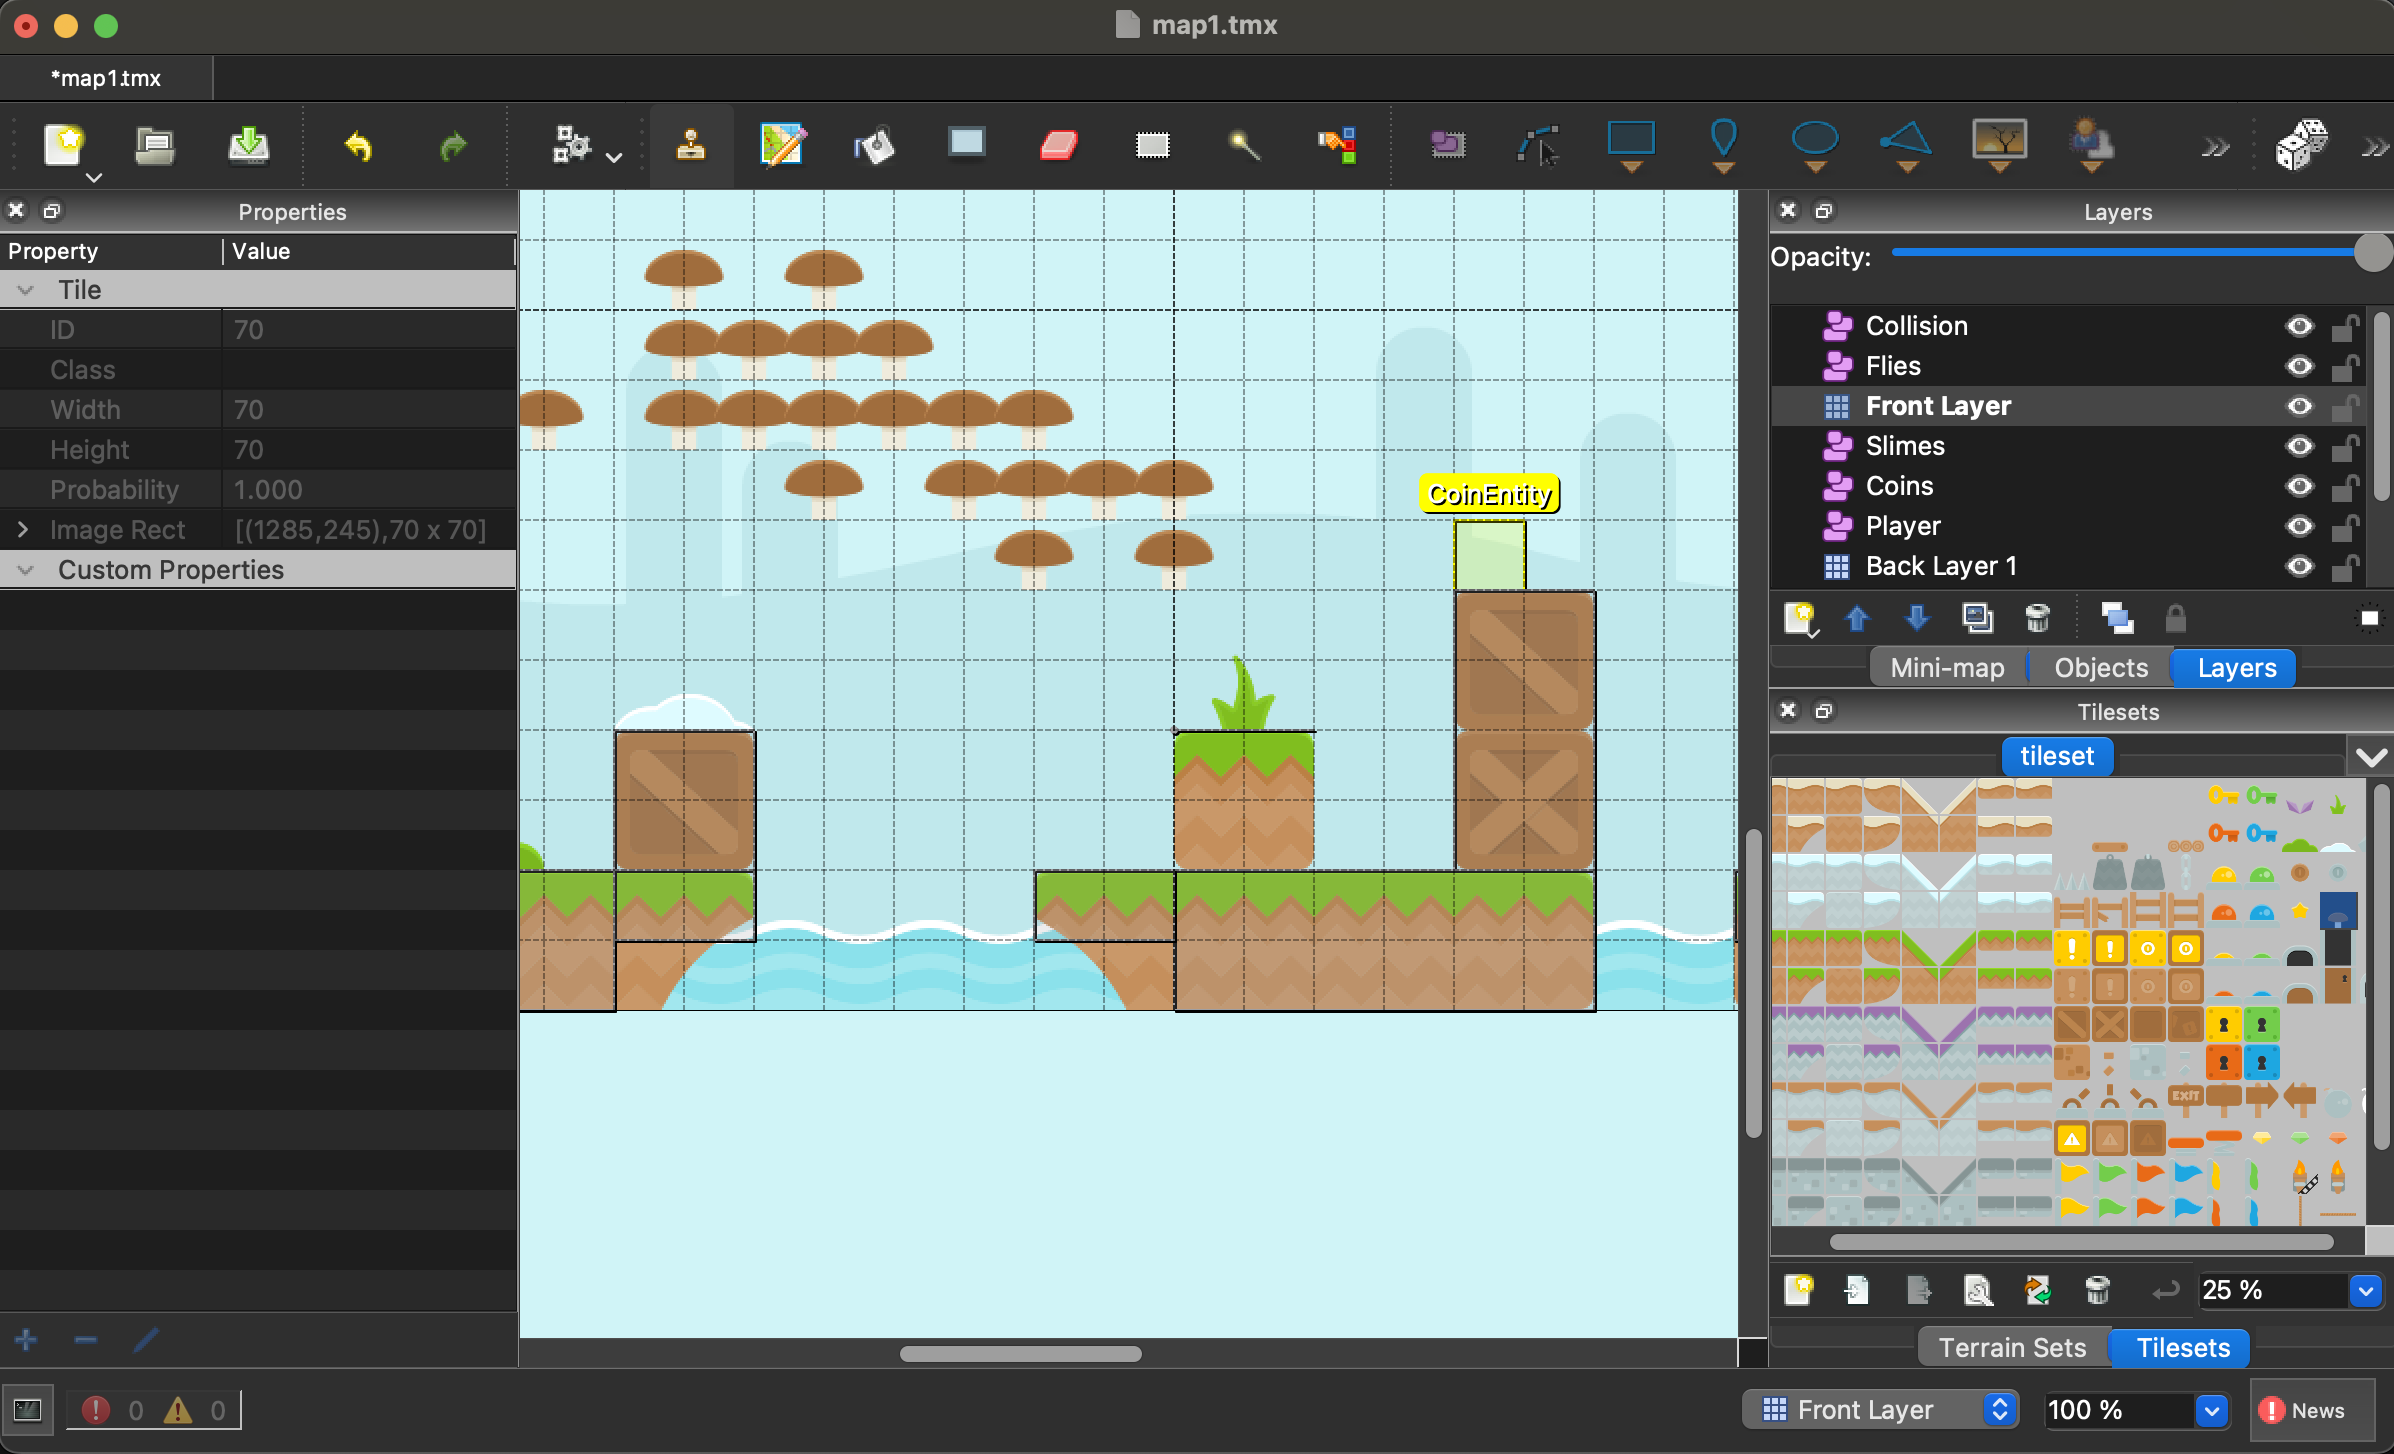 map1.tmx
*map1.tmx
Properties
Property Value
Tile
ID 70
Class
Width 70
Height 70
Probability 1.000
Image Rect [(1285,245),70 x 70]
Custom Properties
CoinEntity
Layers
Opacity:
Collision
Flies
Front Layer
Slimes
Coins
Player
Back Layer 1
Mini-map Objects Layers
Tilesets
tileset
EXIT
25 %
Terrain Sets Tilesets
0 0
Front Layer
100 %
News